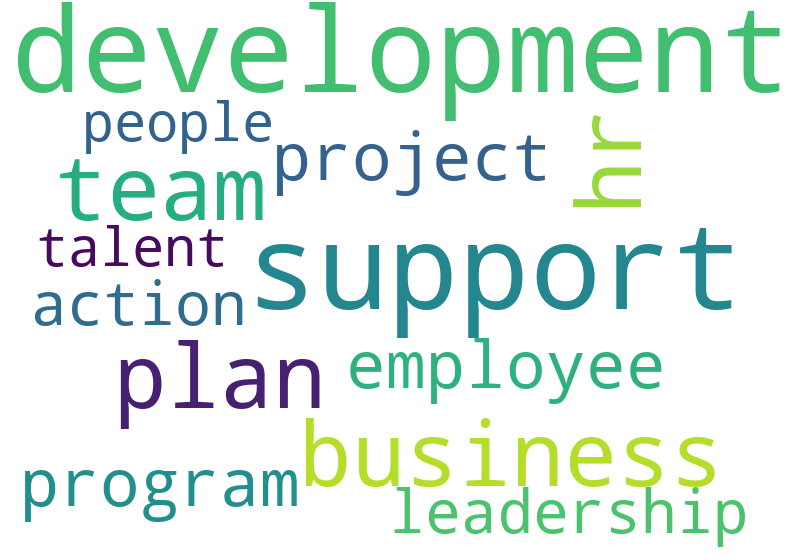 development
people
project
hr
team
talent
support
action
plan
employee
business
program
leadership